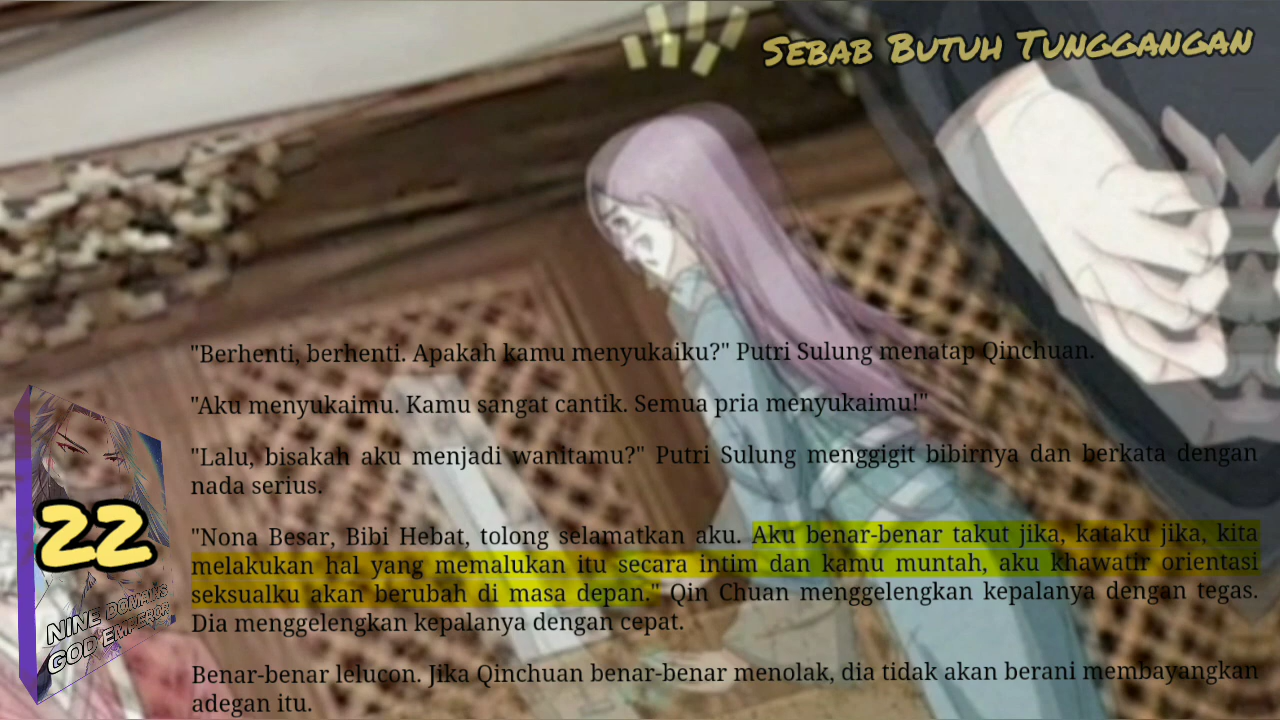 Sebab Butuh Tunggangan
"Berhenti, berhenti. Apakah kamu menyukaiku?" Putri Sulung menatap Qinchuan.
"Aku menyukaimu. Kamu sangat cantik. Semua pria menyukaimu!"
"Lalu, bisakah aku menjadi wanitamu?" Putri Sulung menggigit bibirnya dan berkata dengan
nada serius.
"Nona Besar, Bibi Hebat, tolong selamatkan aku. Aku benar-benar takut jika, kataku jika, kita
melakukan hal yang memalukan itu secara intim dan kamu muntah, aku khawatir orientasi
seksualku akan berubah di masa depan." Qin Chuan menggelengkan kepalanya dengan tegas.
Dia menggelengkan kepalanya dengan cepat.
Benar-benar lelucon. Jika Qinchuan benar-benar menolak, dia tidak akan berani membayangkan
adegan itu.
22
NINE DOMAINS
GOD EMPEROR